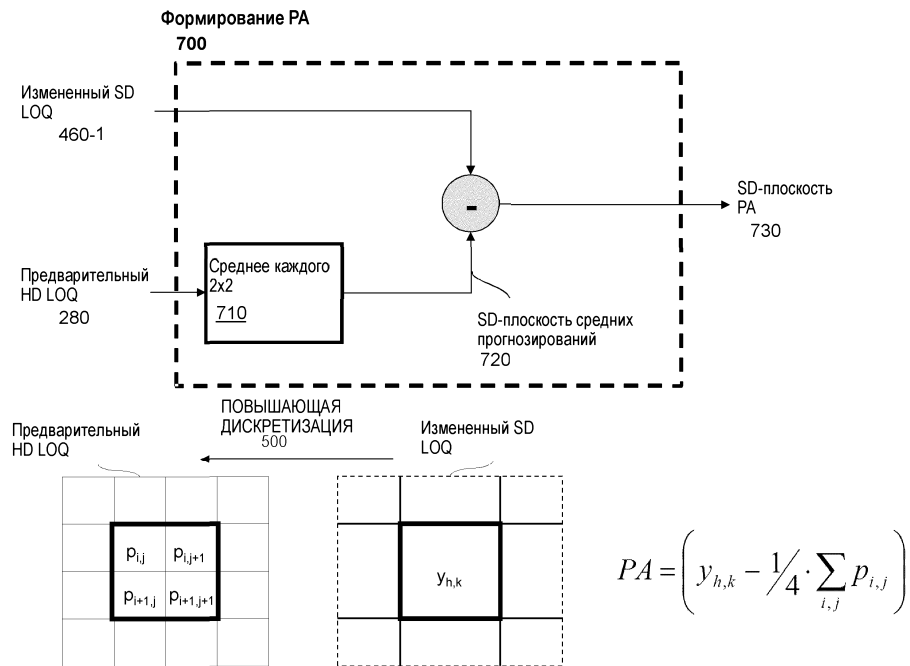 Формирование PA
700
Измененный SD
LOQ
460-1
-
SD-плоскость
PA
730
Предварительный
HD LOQ
280
Среднее каждого
2x2
710
SD-плоскость средних
прогнозирований
720
ПОВЫШАЮЩАЯ
ДИСКРЕТИЗАЦИЯ
500
Предварительный
HD LOQ
Измененный SD
LOQ
p_{i,j} p_{i,j+1}
p_{i+1,j} p_{i+1,j+1}
y_{h,k}
PA = ( y_{h,k} - 1/4 · ∑_{i,j} p_{i,j} )